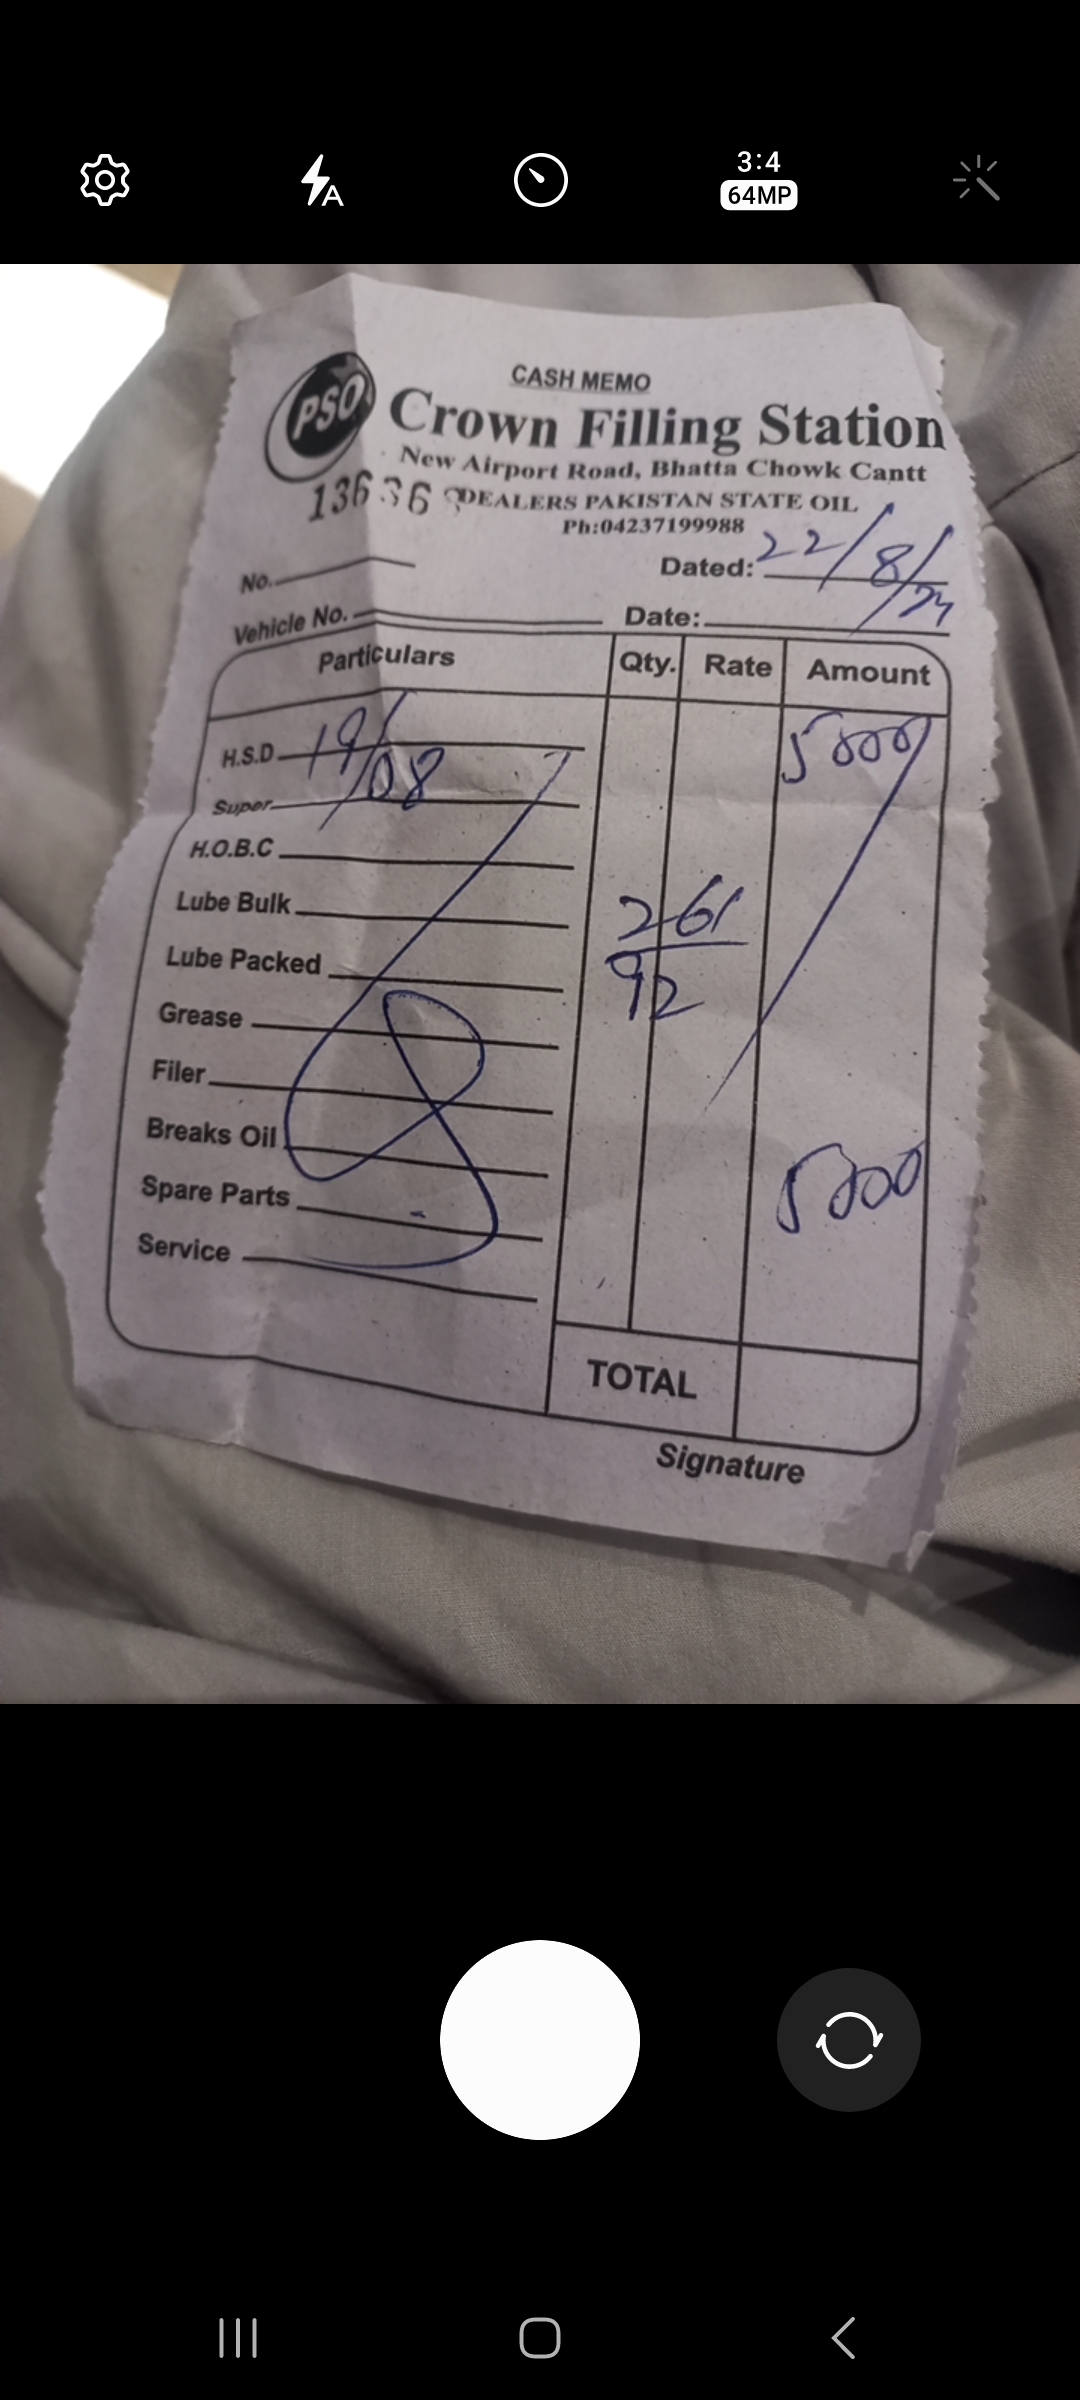 3:4
64MP
CASH MEMO
PSO
Crown Filling Station
New Airport Road, Bhatta Chowk Cantt
13636
DEALERS PAKISTAN STATE OIL
Ph:04237199988
No.
Dated: 22/8/24
Vehicle No.
Date:
Particulars Qty. Rate Amount
H.S.D 19/08 5000/
Super
H.O.B.C
Lube Bulk 261
Lube Packed 92
Grease
Filer
Breaks Oil
Spare Parts 5000
Service
TOTAL
Signature